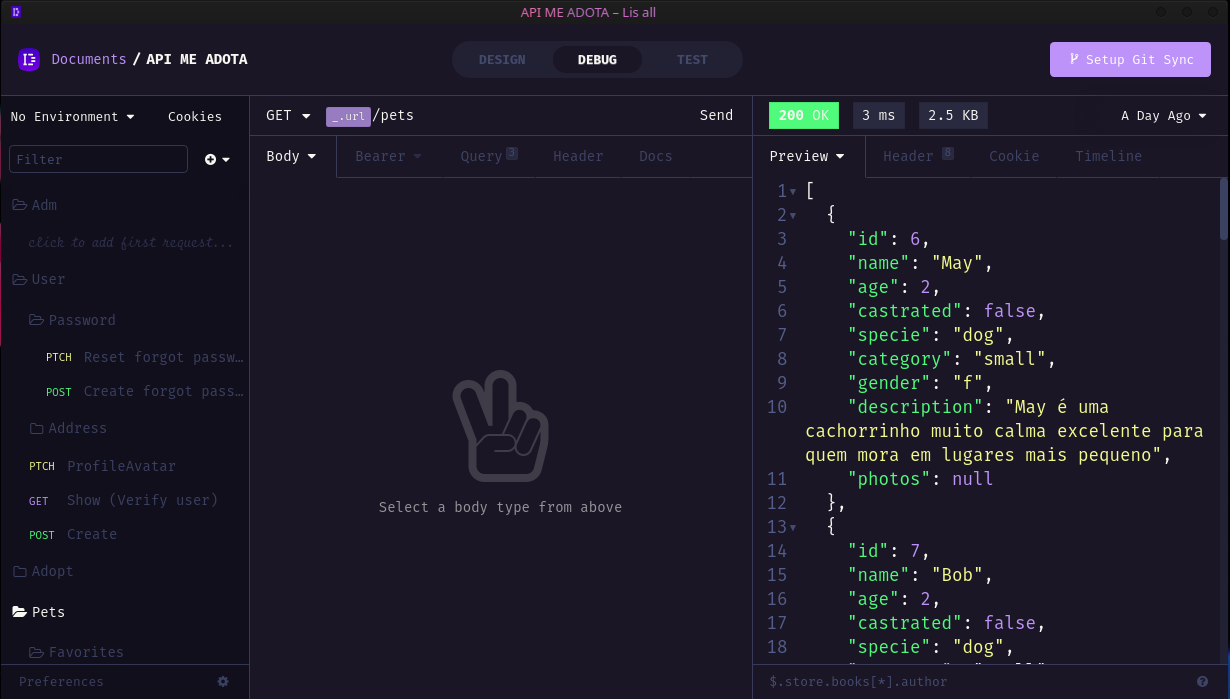 API ME ADOTA – Lis all
Documents / API ME ADOTA
DESIGN DEBUG TEST
Setup Git Sync
No Environment Cookies
Filter
Adm
click to add first request...
User
Password
PTCH Reset forgot passw…
POST Create forgot pass…
Address
PTCH ProfileAvatar
GET Show (Verify user)
POST Create
Adopt
Pets
Favorites
Preferences
GET _.url /pets Send
Body Bearer Query 3 Header Docs
Select a body type from above
200 OK 3 ms 2.5 KB A Day Ago
Preview Header 8 Cookie Timeline
1 [
2 {
3 "id": 6,
4 "name": "May",
5 "age": 2,
6 "castrated": false,
7 "specie": "dog",
8 "category": "small",
9 "gender": "f",
10 "description": "May é uma
cachorrinho muito calma excelente para
quem mora em lugares mais pequeno",
11 "photos": null
12 },
13 {
14 "id": 7,
15 "name": "Bob",
16 "age": 2,
17 "castrated": false,
18 "specie": "dog",
$.store.books[*].author